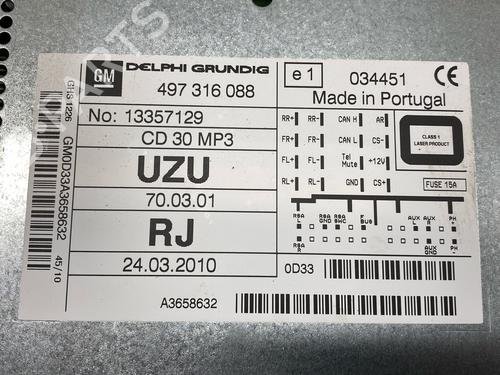 GM DELPHI GRUNDIG
497 316 088
e1 034451 CE
Made in Portugal
No: 13357129
CD 30 MP3
UZU
70.03.01
RJ
24.03.2010
RR+ RR- CAN H AR
FR+ FR- CAN L CS-
FL+ FL- Tel Mute +12V
RL+ RL- GND CS+
CLASS 1
LASER PRODUCT
FUSE 15A
RSA L RSA GND RSA SWC F BUS AUX L AUX R PH +
RSA R AUX GND PH -
0D33
A3658632
GM0D33A3658632
45/10